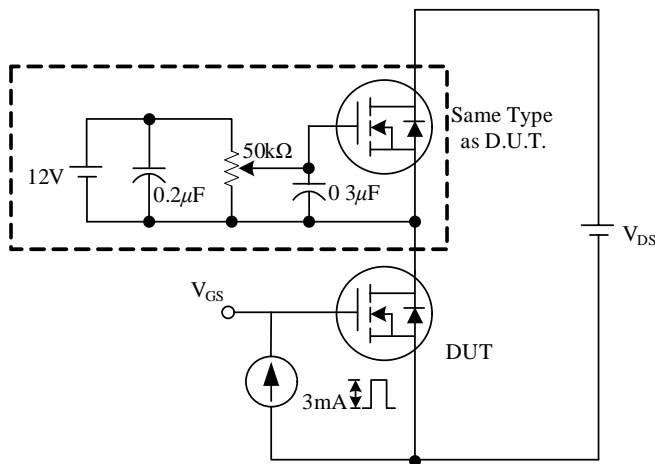 Same Type
as D.U.T.
50kΩ
12V
0.2μF
0 3μF
V_DS
V_GS
DUT
3mA